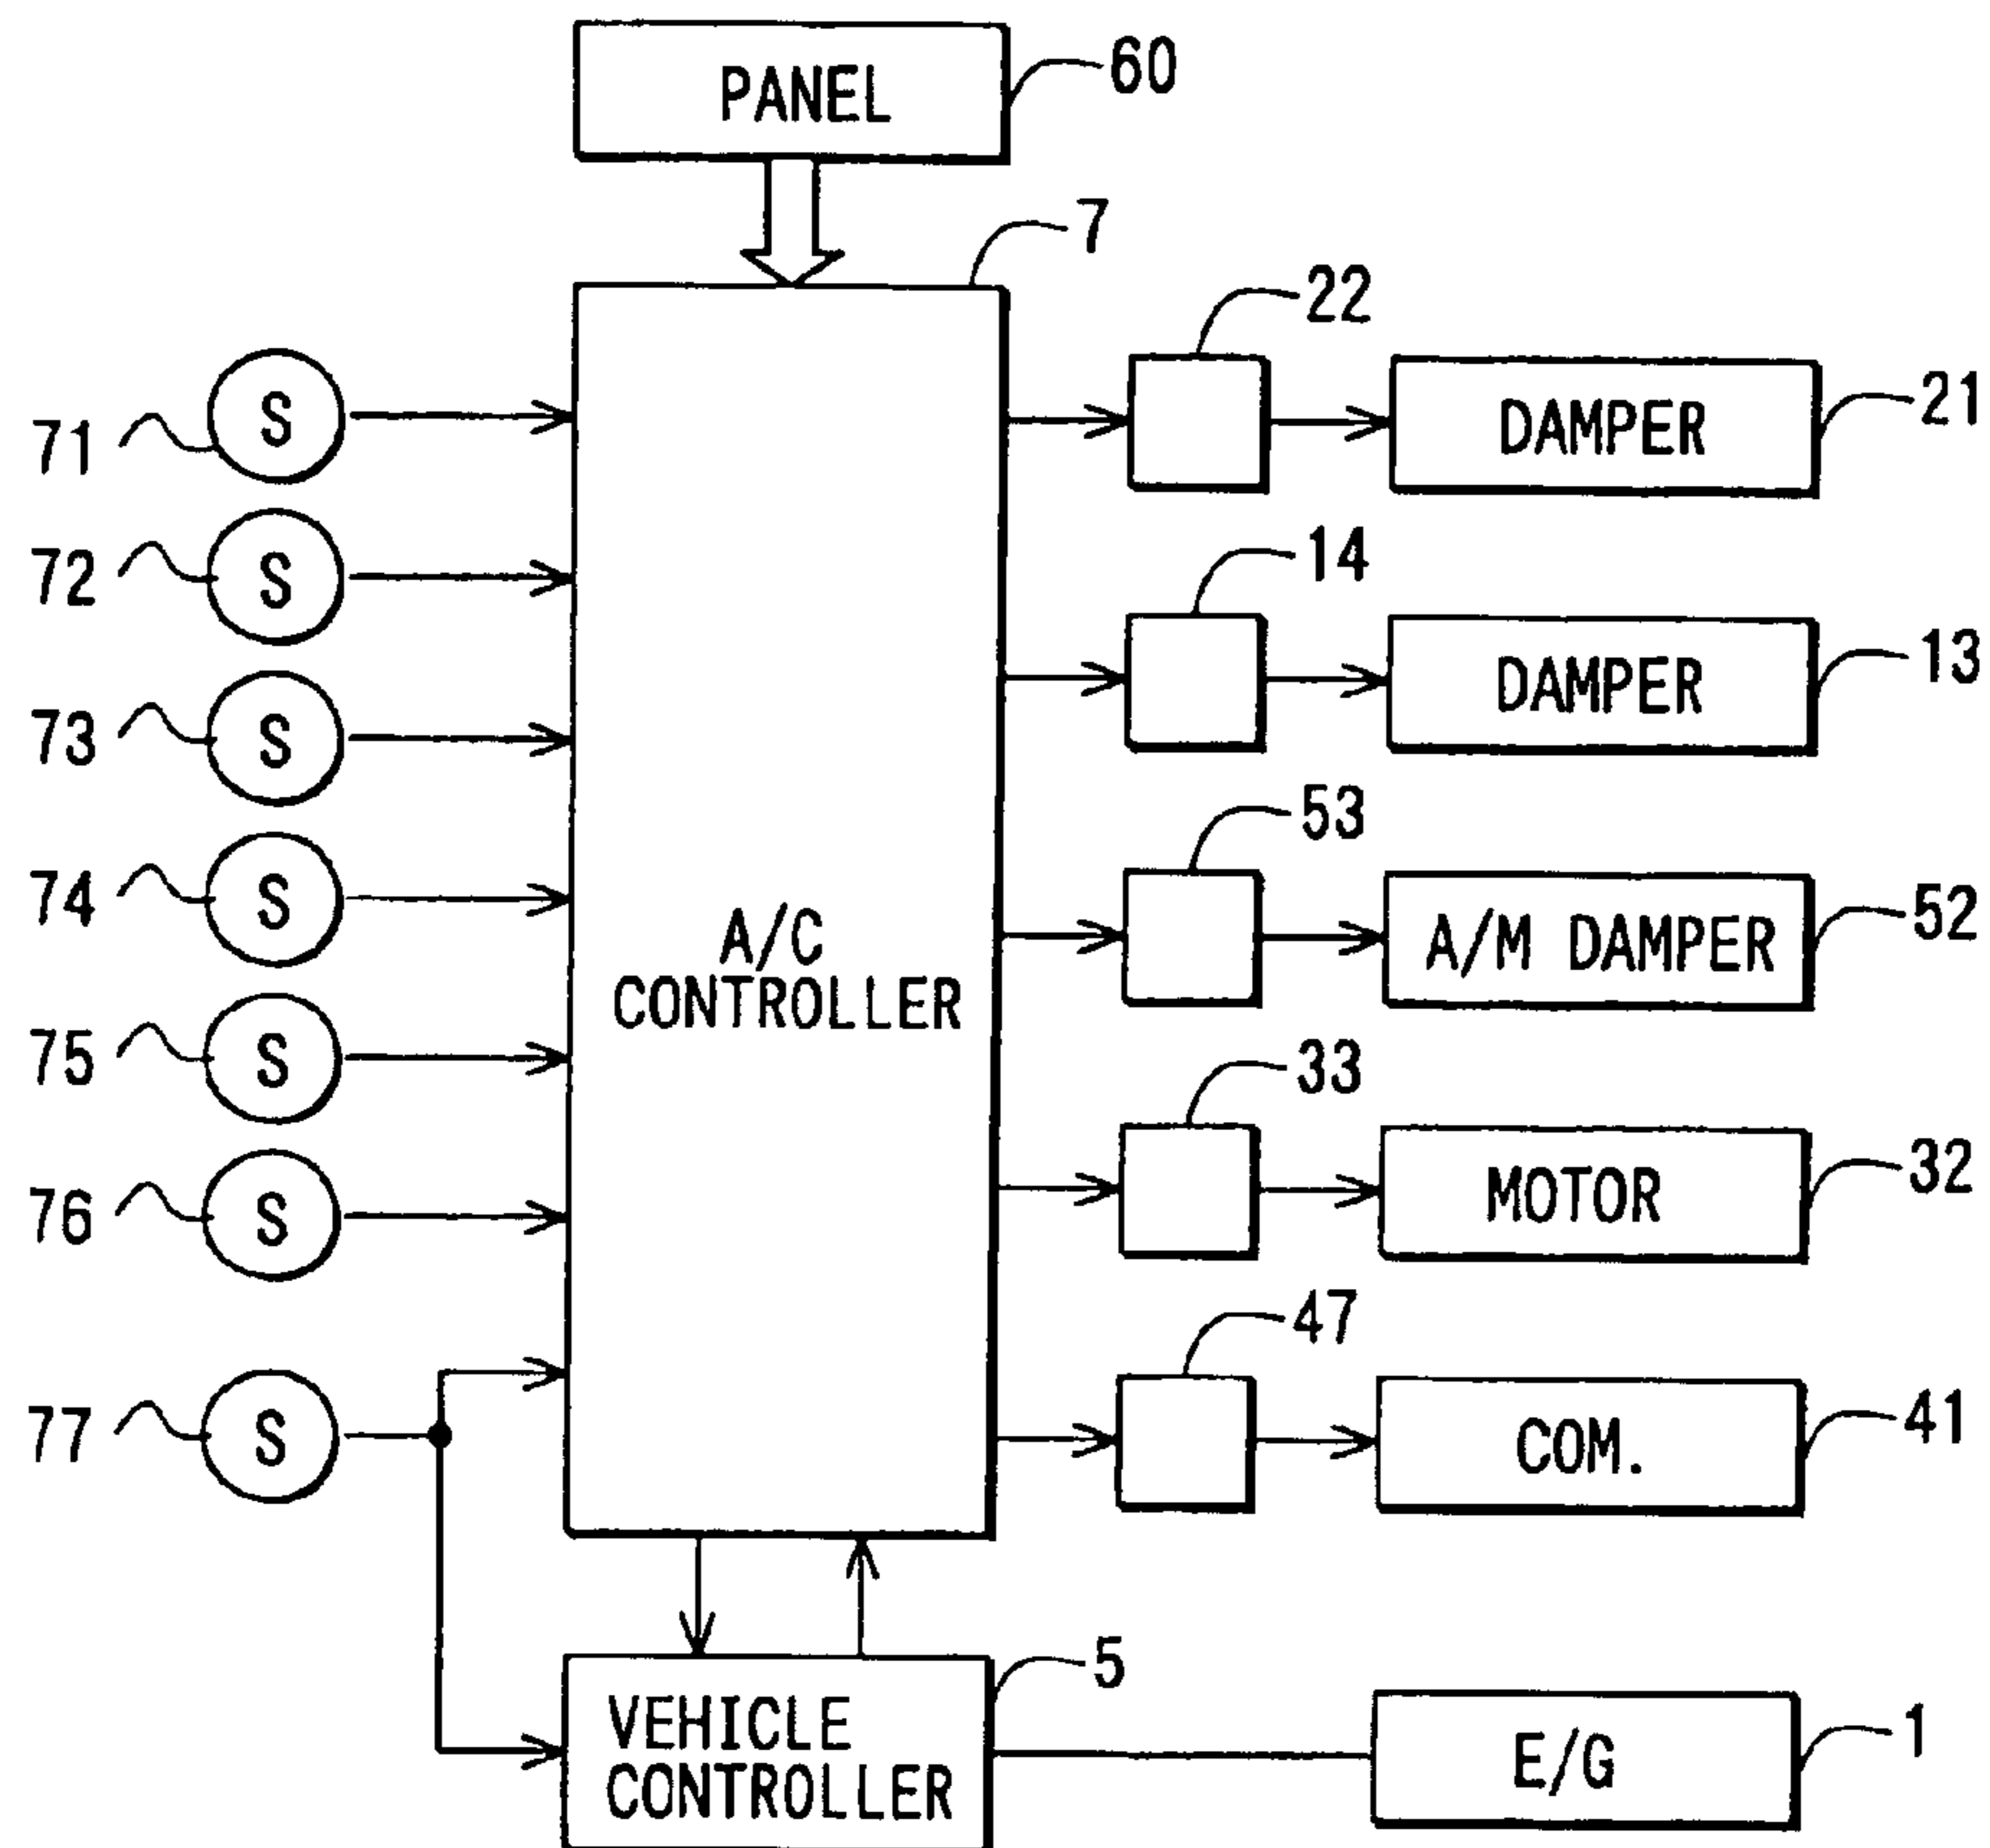 PANEL
60
7
22
71
S
DAMPER
21
72
S
14
DAMPER
13
73
S
53
74
S
A/C
CONTROLLER
A/M DAMPER
52
75
S
33
76
S
MOTOR
32
47
77
S
COM.
41
5
VEHICLE
CONTROLLER
E/G
1